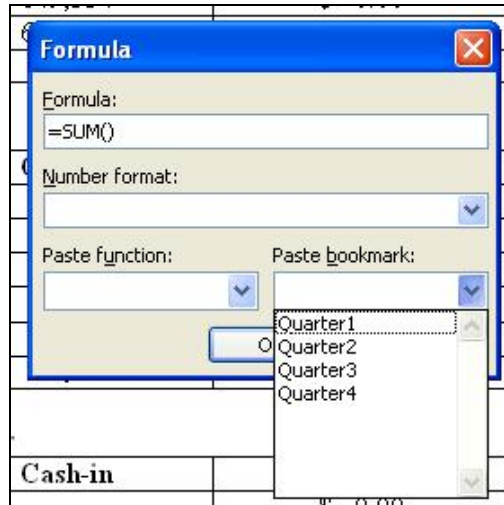 Formula
Formula:
=SUM()
Number format:
Paste function:
Paste bookmark:
Quarter1
Quarter2
Quarter3
Quarter4
Cash-in